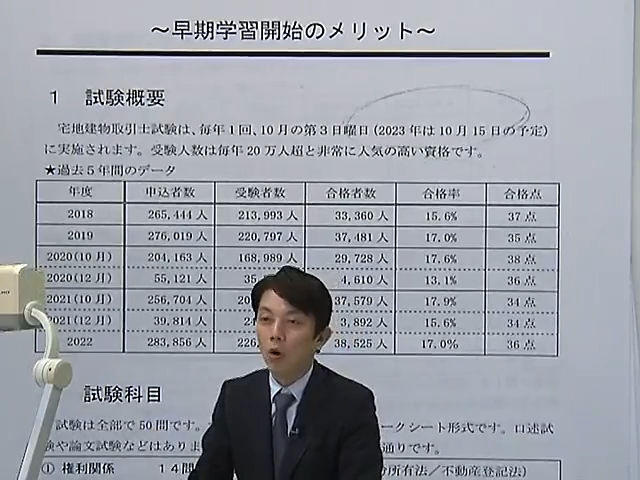 ～早期学習開始のメリット～
1 試験概要
宅地建物取引士試験は、毎年1回、10月の第3日曜日（2023年は10月15日の予定）
に実施されます。受験人数は毎年20万人超と非常に人気の高い資格です。
★過去5年間のデータ
年度 申込者数 受験者数 合格者数 合格率 合格点
2018 265,444人 213,993人 33,360人 15.6% 37点
2019 276,019人 220,797人 37,481人 17.0% 35点
2020(10月) 204,163人 168,989人 29,728人 17.6% 38点
2020(12月) 55,121人 35, 4,610人 13.1% 36点
2021(10月) 256,704人 20 37,579人 17.9% 34点
2021(12月) 39,814人 24 3,892人 15.6% 34点
2022 283,856人 226 38,525人 17.0% 36点
試験科目
試験は全部で50問です。 ークシート形式です。口述試
験や論文試験などはありま 通りです。
① 権利関係 14問 有法／不動産登記法）